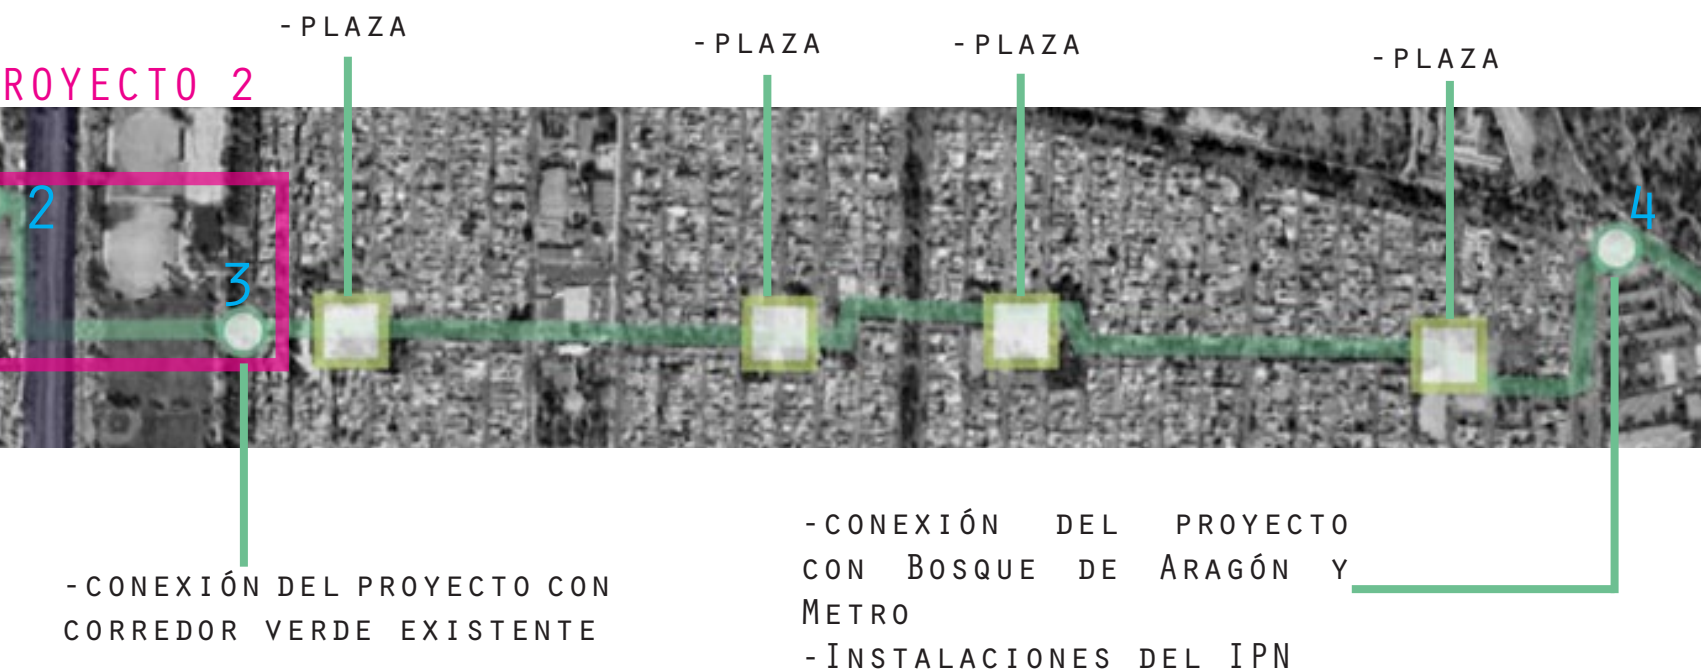 -PLAZA
-PLAZA
-PLAZA
-PLAZA
ROYECTO 2
2
3
4
-CONEXIÓN DEL PROYECTO CON
CORREDOR VERDE EXISTENTE
-CONEXIÓN DEL PROYECTO
CON BOSQUE DE ARAGÓN Y
METRO
-INSTALACIONES DEL IPN